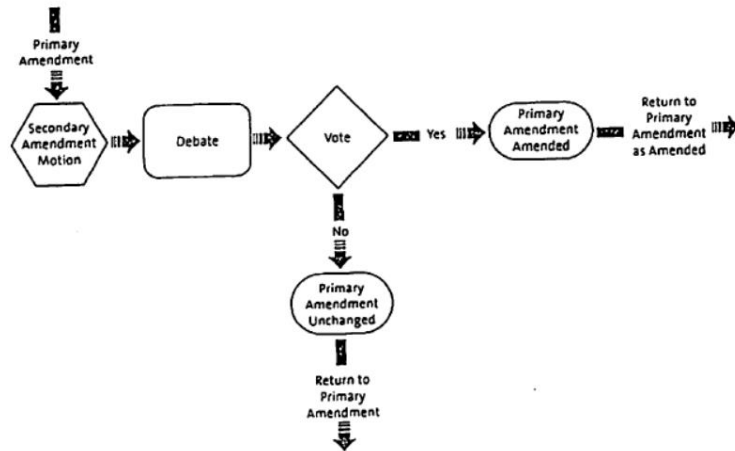 Primary
Amendment
Secondary
Amendment
Motion
Debate
Vote
Yes
Primary
Amendment
Amended
Return to
Primary
Amendment
as Amended
No
Primary
Amendment
Unchanged
Return to
Primary
Amendment